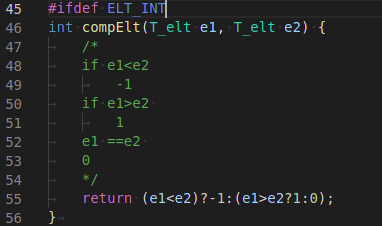 45 #ifdef ELT_INT
46 int compElt(T_elt e1, T_elt e2) {
47 /*
48 if e1<e2
49 -1
50 if e1>e2
51 1
52 e1 ==e2
53 0
54 */
55 return (e1<e2)?-1:(e1>e2?1:0);
56 }